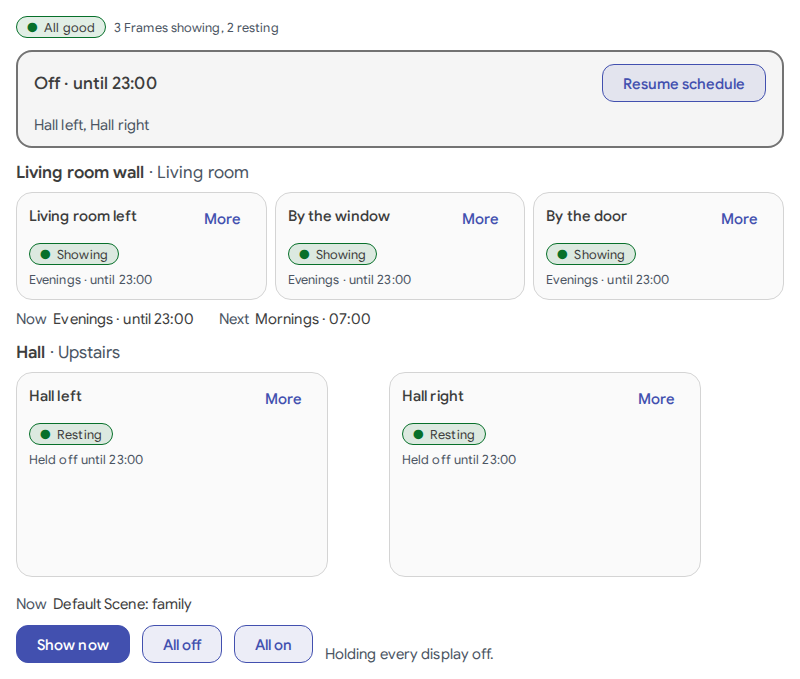 All good 3 Frames showing, 2 resting
Off · until 23:00 Resume schedule
Hall left, Hall right
Living room wall · Living room
Living room left More By the window More By the door More
Showing Showing Showing
Evenings · until 23:00 Evenings · until 23:00 Evenings · until 23:00
Now Evenings · until 23:00 Next Mornings · 07:00
Hall · Upstairs
Hall left More Hall right More
Resting Resting
Held off until 23:00 Held off until 23:00
Now Default Scene: family
Show now All off All on Holding every display off.